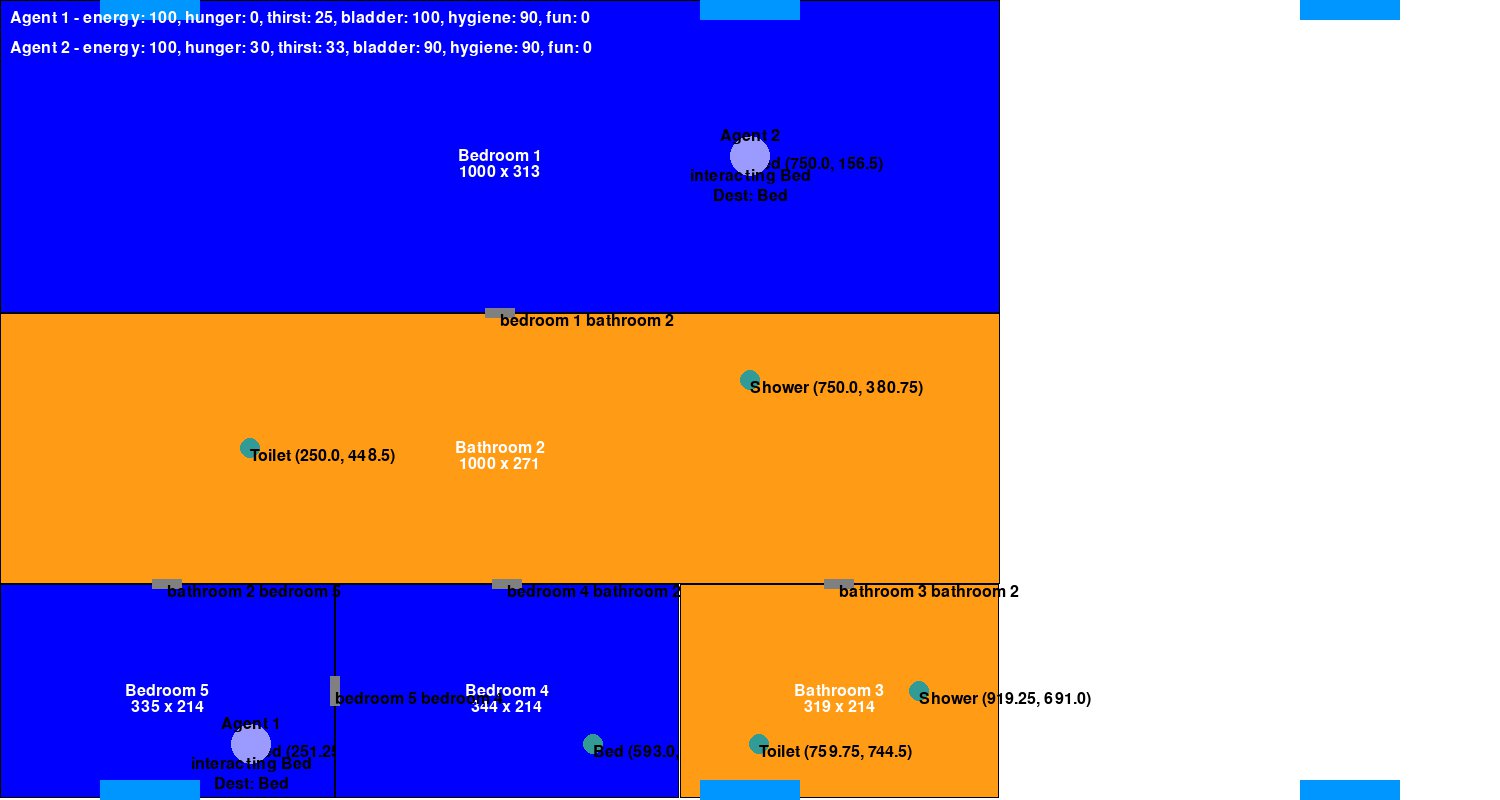 Agent 1 - energy: 100, hunger: 0, thirst: 25, bladder: 100, hygiene: 90, fun: 0
Agent 2 - energy: 100, hunger: 30, thirst: 33, bladder: 90, hygiene: 90, fun: 0
Agent 2
Bedroom 1
1000 x 313
(750.0, 156.5)
interacting Bed
Dest: Bed
bedroom 1 bathroom 2
Shower (750.0, 380.75)
Toilet (250.0, 448.5)
Bathroom 2
1000 x 271
bathroom 2 bedroom 5
bedroom 4 bathroom 2
bathroom 3 bathroom 2
Bedroom 5
335 x 214
bedroom 5 bedroom 4
Bedroom 4
344 x 214
Bathroom 3
319 x 214
Shower (919.25, 691.0)
Agent 1
(251.25
interacting Bed
Dest: Bed
Bed (593.0,
Toilet (759.75, 744.5)